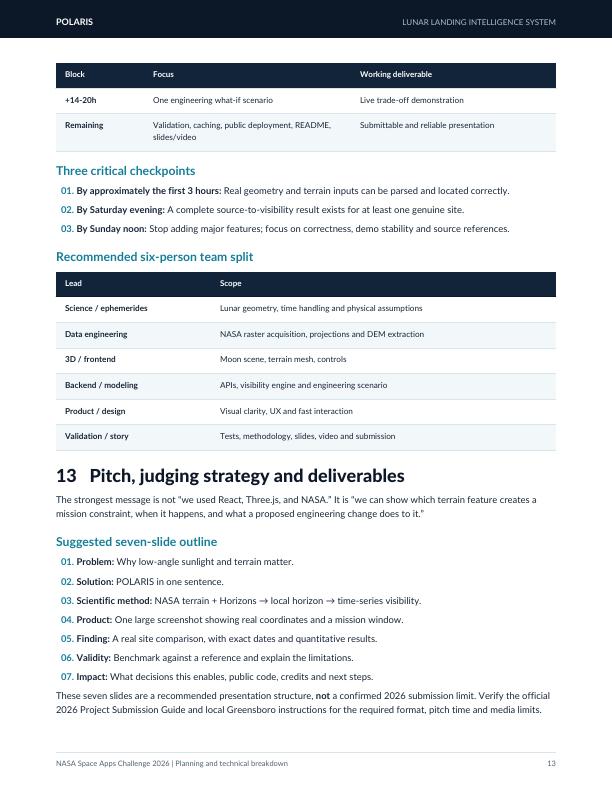 POLARIS
LUNAR LANDING INTELLIGENCE SYSTEM
Block Focus Working deliverable
+14-20h One engineering what-if scenario Live trade-off demonstration
Remaining Validation, caching, public deployment, README, Submittable and reliable presentation
slides/video
Three critical checkpoints
01. By approximately the first 3 hours: Real geometry and terrain inputs can be parsed and located correctly.
02. By Saturday evening: A complete source-to-visibility result exists for at least one genuine site.
03. By Sunday noon: Stop adding major features; focus on correctness, demo stability and source references.
Recommended six-person team split
Lead Scope
Science / ephemerides Lunar geometry, time handling and physical assumptions
Data engineering NASA raster acquisition, projections and DEM extraction
3D / frontend Moon scene, terrain mesh, controls
Backend / modeling APIs, visibility engine and engineering scenario
Product / design Visual clarity, UX and fast interaction
Validation / story Tests, methodology, slides, video and submission
13 Pitch, judging strategy and deliverables
The strongest message is not “we used React, Three.js, and NASA.” It is “we can show which terrain feature creates a
mission constraint, when it happens, and what a proposed engineering change does to it.”
Suggested seven-slide outline
01. Problem: Why low-angle sunlight and terrain matter.
02. Solution: POLARIS in one sentence.
03. Scientific method: NASA terrain + Horizons → local horizon → time-series visibility.
04. Product: One large screenshot showing real coordinates and a mission window.
05. Finding: A real site comparison, with exact dates and quantitative results.
06. Validity: Benchmark against a reference and explain the limitations.
07. Impact: What decisions this enables, public code, credits and next steps.
These seven slides are a recommended presentation structure, not a confirmed 2026 submission limit. Verify the official
2026 Project Submission Guide and local Greensboro instructions for the required format, pitch time and media limits.
NASA Space Apps Challenge 2026 | Planning and technical breakdown
13